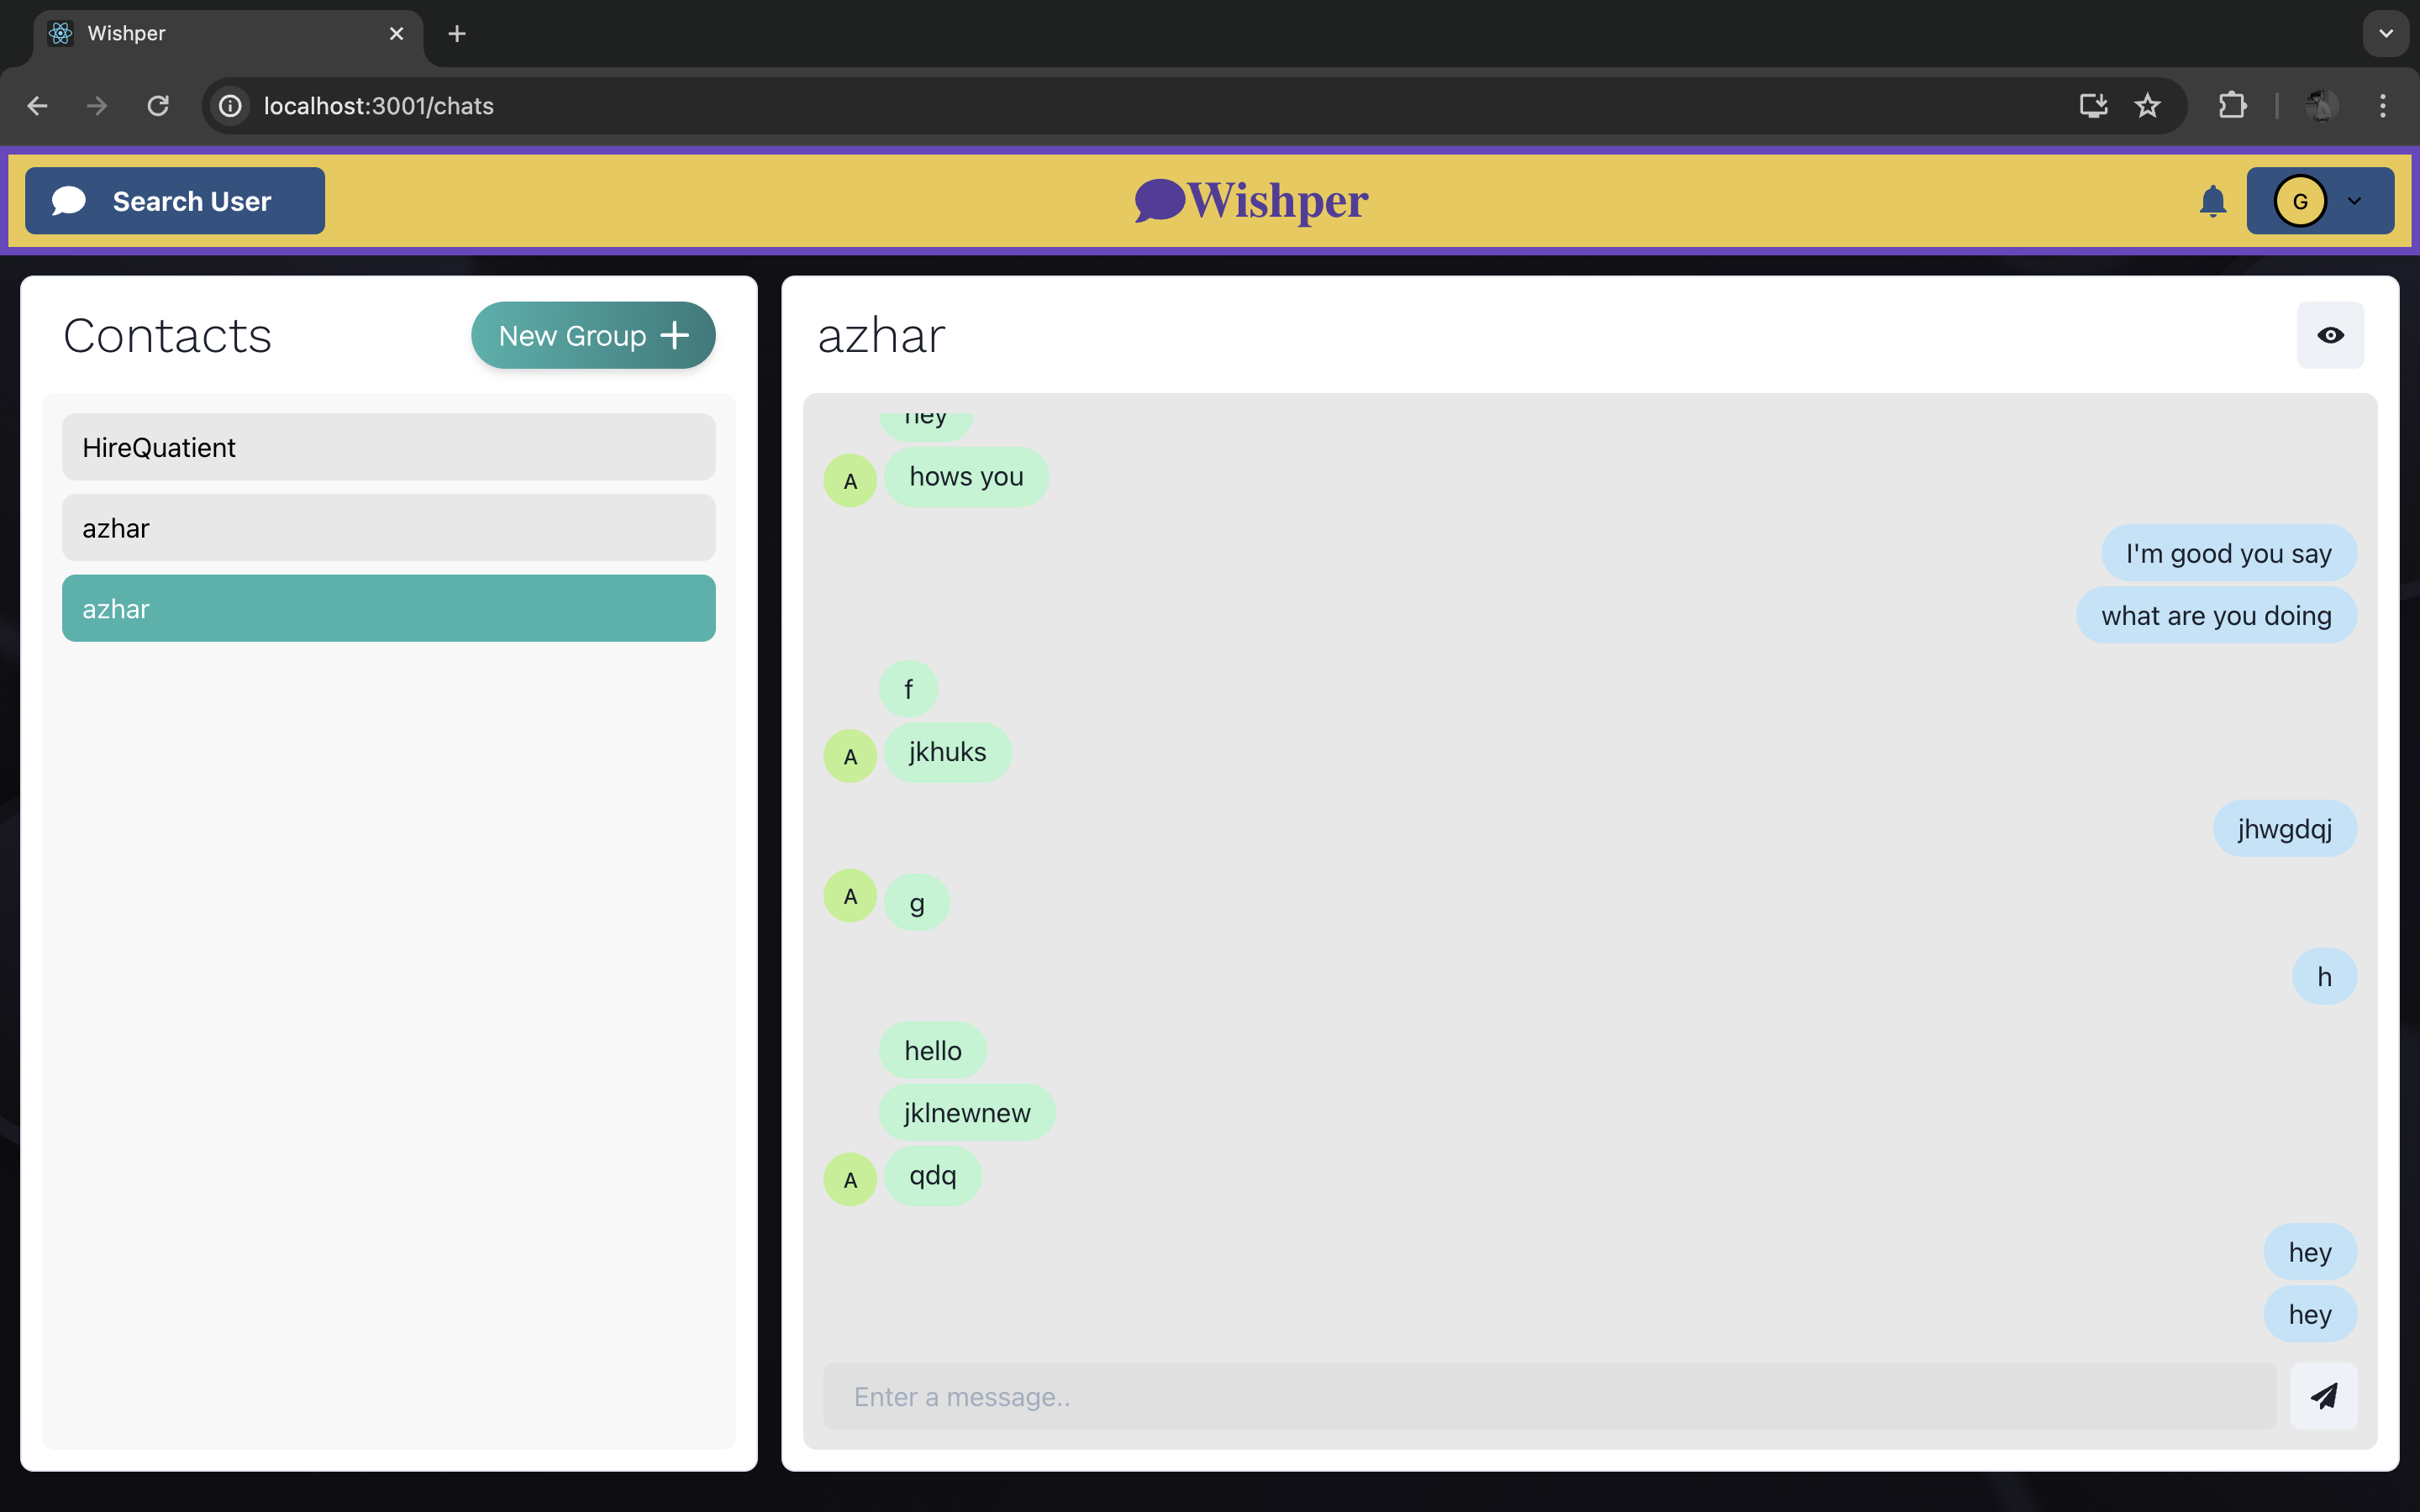 Wishper
localhost:3001/chats
Search User
Wishper
G
Contacts
New Group
HireQuatient
azhar
azhar
azhar
hey
A
hows you
I'm good you say
what are you doing
f
A
jkhuks
jhwgdqj
A
g
h
hello
jklnewnew
A
qdq
hey
hey
Enter a message..